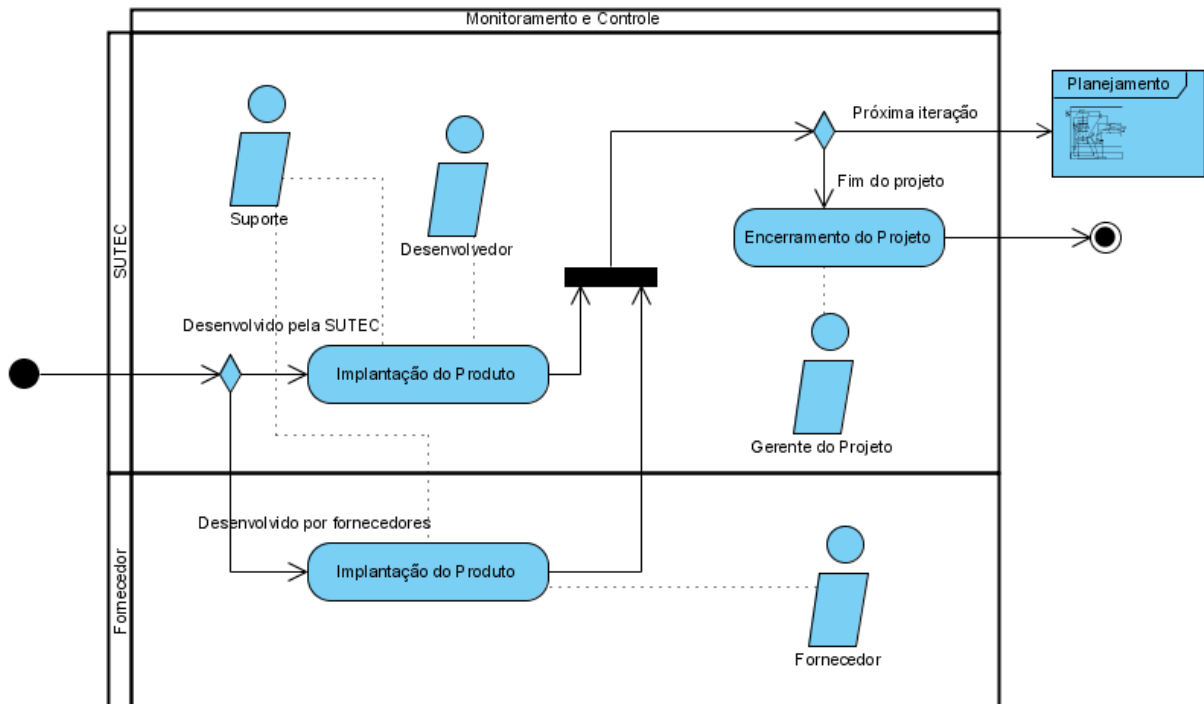 Monitoramento e Controle
Planejamento
Próxima iteração
Fim do projeto
Suporte
Desenvolvedor
Encerramento do Projeto
SUTEC
Desenvolvido pela SUTEC
Implantação do Produto
Gerente do Projeto
Desenvolvido por fornecedores
Implantação do Produto
Fornecedor
Fornecedor